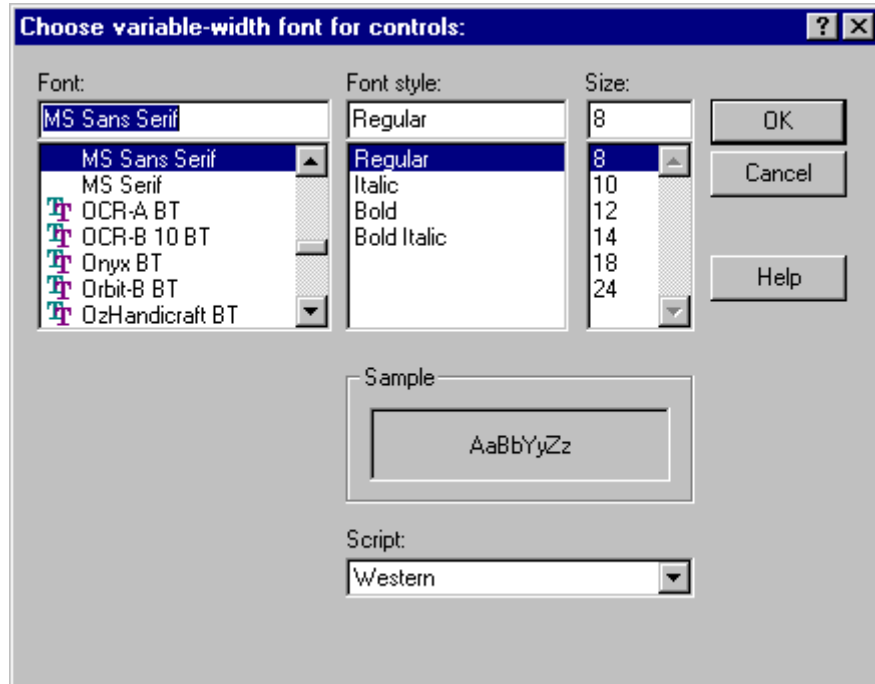 Choose variable-width font for controls:
Font:
MS Sans Serif
MS Sans Serif
MS Serif
OCR-A BT
OCR-B 10 BT
Onyx BT
Orbit-B BT
OzHandicraft BT
Font style:
Regular
Regular
Italic
Bold
Bold Italic
Size:
8
8
10
12
14
18
24
OK
Cancel
Help
Sample
AaBbYyZz
Script:
Western